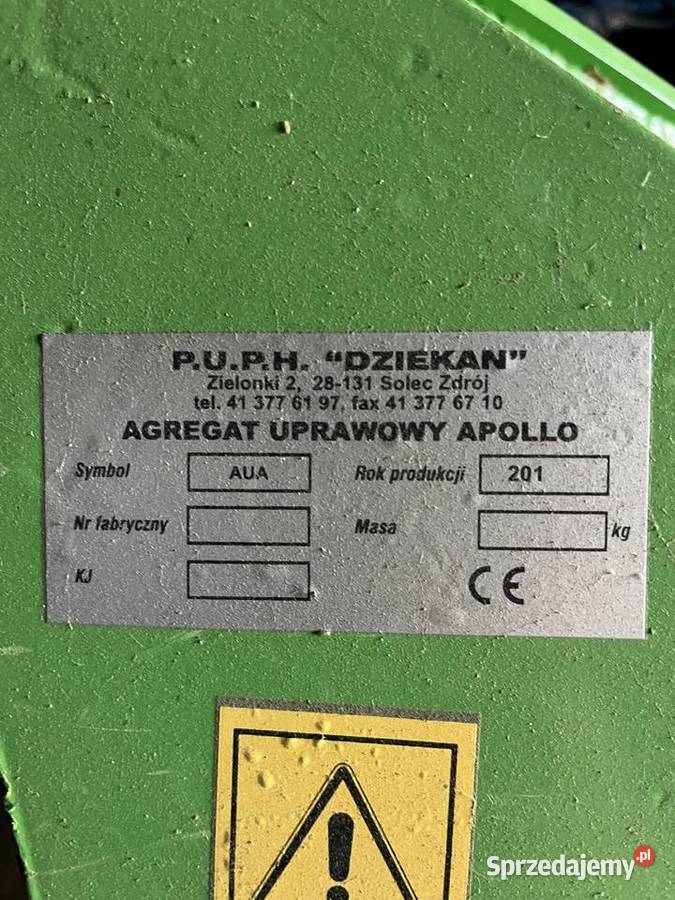 P.U.P.H. "DZIEKAN"
Zielonki 2, 28-131 Solec Zdrój
tel. 41 377 61 97, fax 41 377 67 10
AGREGAT UPRAWOWY APOLLO
Symbol AUA Rok produkcji 201
Nr fabryczny Masa kg
KJ CE
!
Sprzedajemy.pl